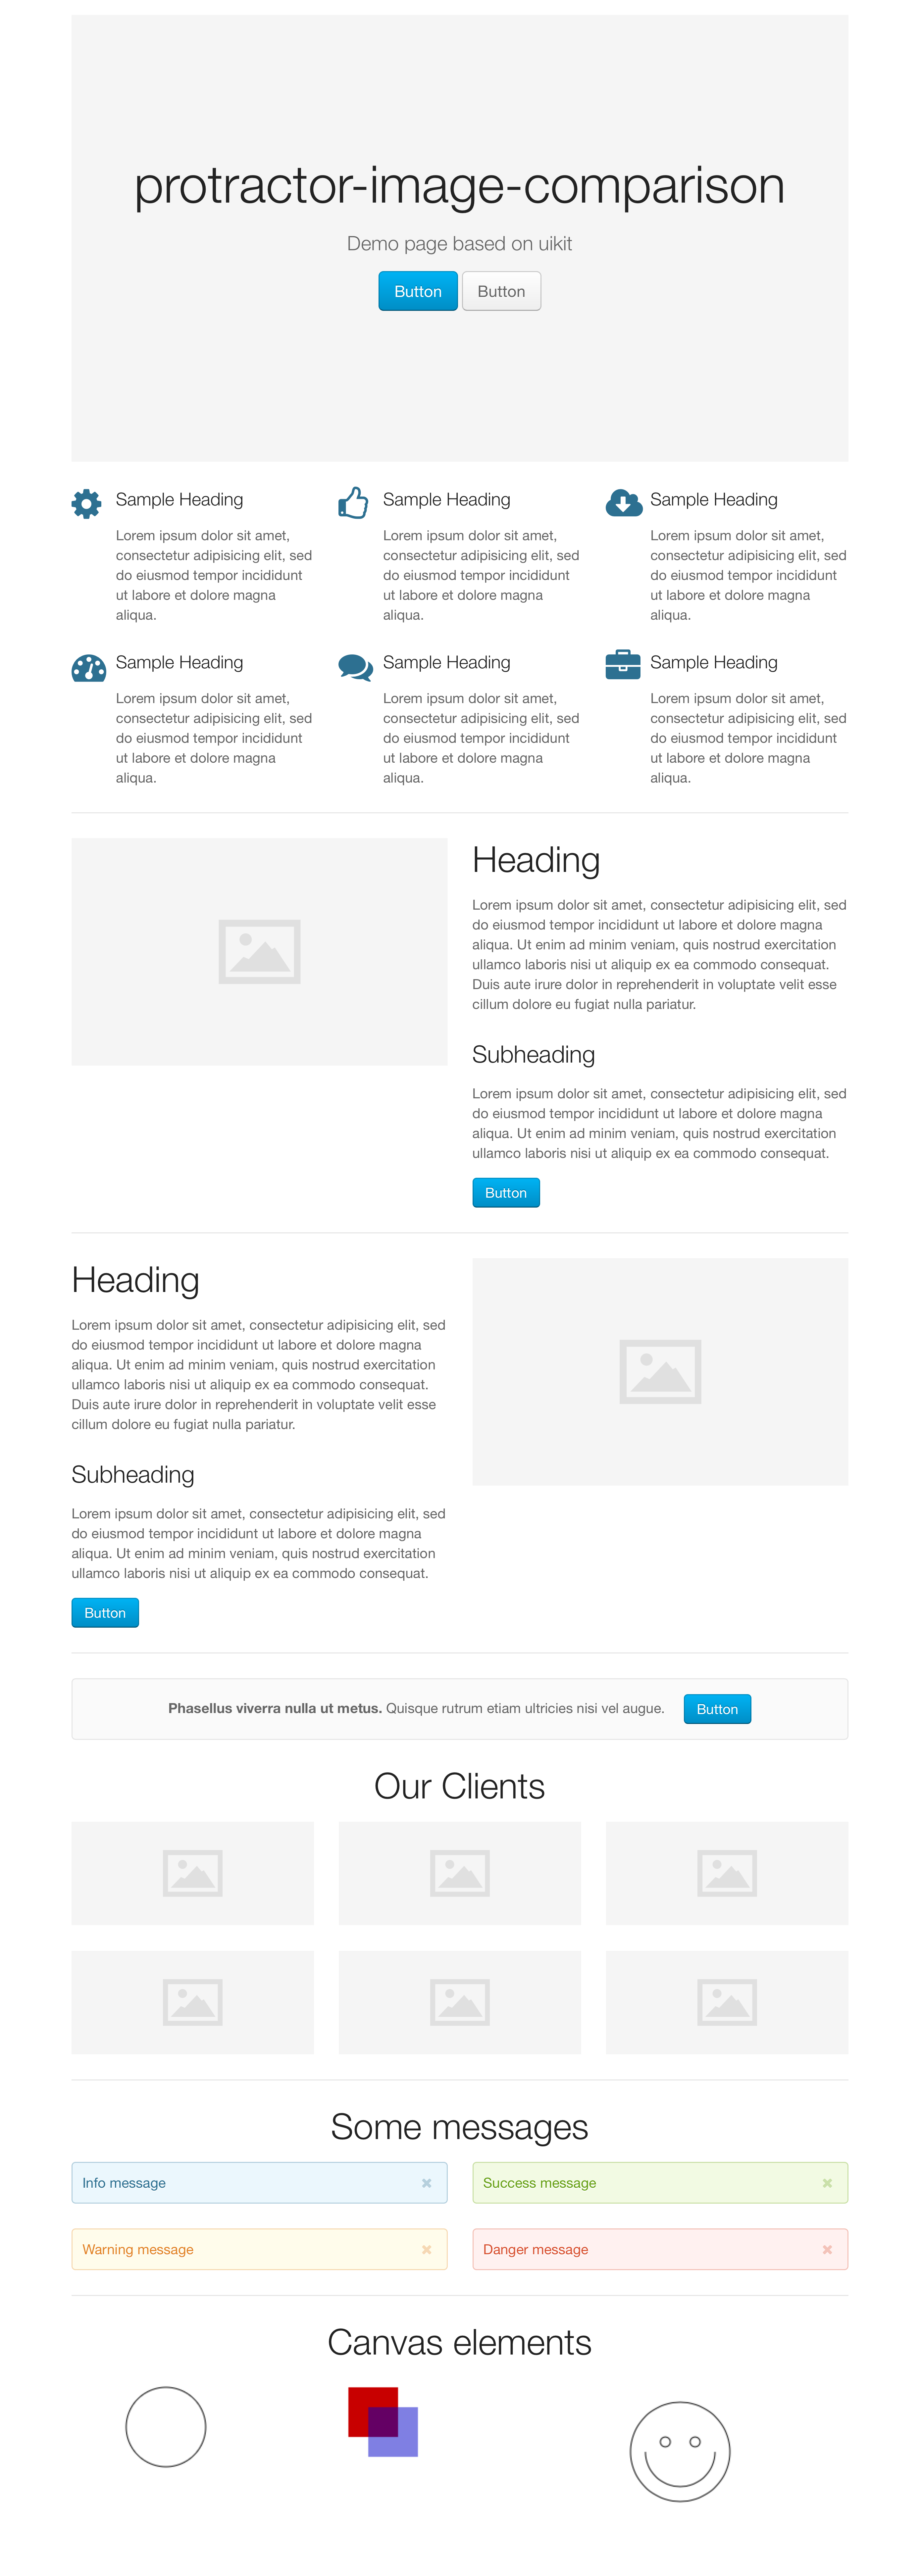 protractor-image-comparison
Demo page based on uikit
Button Button
Sample Heading
Lorem ipsum dolor sit amet,
consectetur adipisicing elit, sed
do eiusmod tempor incididunt
ut labore et dolore magna
aliqua.
Sample Heading
Lorem ipsum dolor sit amet,
consectetur adipisicing elit, sed
do eiusmod tempor incididunt
ut labore et dolore magna
aliqua.
Sample Heading
Lorem ipsum dolor sit amet,
consectetur adipisicing elit, sed
do eiusmod tempor incididunt
ut labore et dolore magna
aliqua.
Sample Heading
Lorem ipsum dolor sit amet,
consectetur adipisicing elit, sed
do eiusmod tempor incididunt
ut labore et dolore magna
aliqua.
Sample Heading
Lorem ipsum dolor sit amet,
consectetur adipisicing elit, sed
do eiusmod tempor incididunt
ut labore et dolore magna
aliqua.
Sample Heading
Lorem ipsum dolor sit amet,
consectetur adipisicing elit, sed
do eiusmod tempor incididunt
ut labore et dolore magna
aliqua.
Heading
Lorem ipsum dolor sit amet, consectetur adipisicing elit, sed
do eiusmod tempor incididunt ut labore et dolore magna
aliqua. Ut enim ad minim veniam, quis nostrud exercitation
ullamco laboris nisi ut aliquip ex ea commodo consequat.
Duis aute irure dolor in reprehenderit in voluptate velit esse
cillum dolore eu fugiat nulla pariatur.
Subheading
Lorem ipsum dolor sit amet, consectetur adipisicing elit, sed
do eiusmod tempor incididunt ut labore et dolore magna
aliqua. Ut enim ad minim veniam, quis nostrud exercitation
ullamco laboris nisi ut aliquip ex ea commodo consequat.
Button
Heading
Lorem ipsum dolor sit amet, consectetur adipisicing elit, sed
do eiusmod tempor incididunt ut labore et dolore magna
aliqua. Ut enim ad minim veniam, quis nostrud exercitation
ullamco laboris nisi ut aliquip ex ea commodo consequat.
Duis aute irure dolor in reprehenderit in voluptate velit esse
cillum dolore eu fugiat nulla pariatur.
Subheading
Lorem ipsum dolor sit amet, consectetur adipisicing elit, sed
do eiusmod tempor incididunt ut labore et dolore magna
aliqua. Ut enim ad minim veniam, quis nostrud exercitation
ullamco laboris nisi ut aliquip ex ea commodo consequat.
Button
Phasellus viverra nulla ut metus. Quisque rutrum etiam ultricies nisi vel augue. Button
Our Clients
Some messages
Info message
Success message
Warning message
Danger message
Canvas elements